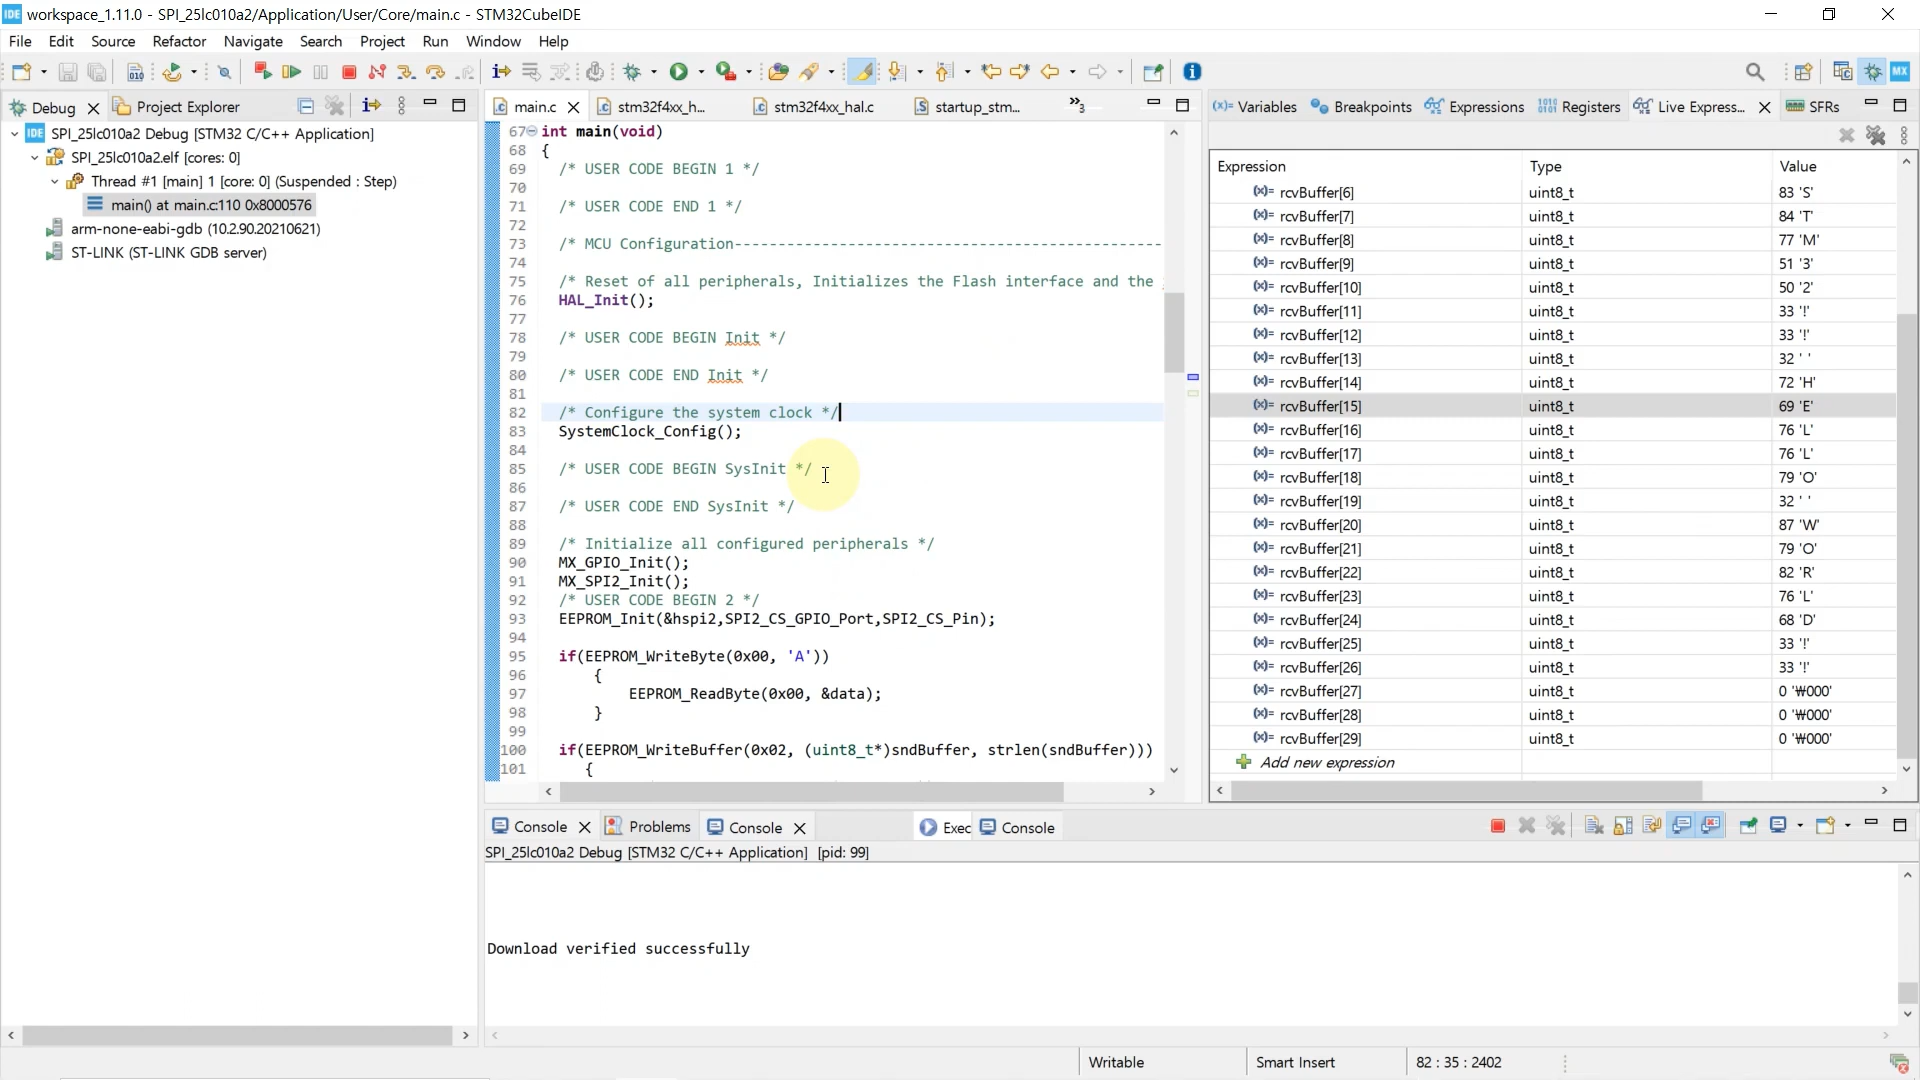 IDE workspace_1.11.0 - SPI_25lc010a2/Application/User/Core/main.c - STM32CubeIDE
File Edit Source Refactor Navigate Search Project Run Window Help
MX
Debug
Project Explorer
main.c
stm32f4xx_h...
stm32f4xx_hal.c
startup_stm...
»3
(x)= Variables
Breakpoints
Expressions
Registers
Live Express...
SFRs
IDE SPI_25lc010a2 Debug [STM32 C/C++ Application]
SPI_25lc010a2.elf [cores: 0]
Thread #1 [main] 1 [core: 0] (Suspended : Step)
main() at main.c:110 0x8000576
arm-none-eabi-gdb (10.2.90.20210621)
ST-LINK (ST-LINK GDB server)
67 int main(void)
68 {
69 /* USER CODE BEGIN 1 */
70
71 /* USER CODE END 1 */
72
73 /* MCU Configuration-------------------------------------------------
74
75 /* Reset of all peripherals, Initializes the Flash interface and the
76 HAL_Init();
77
78 /* USER CODE BEGIN Init */
79
80 /* USER CODE END Init */
81
82 /* Configure the system clock */
83 SystemClock_Config();
84
85 /* USER CODE BEGIN SysInit */
86
87 /* USER CODE END SysInit */
88
89 /* Initialize all configured peripherals */
90 MX_GPIO_Init();
91 MX_SPI2_Init();
92 /* USER CODE BEGIN 2 */
93 EEPROM_Init(&hspi2,SPI2_CS_GPIO_Port,SPI2_CS_Pin);
94
95 if(EEPROM_WriteByte(0x00, 'A'))
96 {
97 EEPROM_ReadByte(0x00, &data);
98 }
99
100 if(EEPROM_WriteBuffer(0x02, (uint8_t*)sndBuffer, strlen(sndBuffer)))
101 {
Expression Type Value
(x)= rcvBuffer[6] uint8_t 83 'S'
(x)= rcvBuffer[7] uint8_t 84 'T'
(x)= rcvBuffer[8] uint8_t 77 'M'
(x)= rcvBuffer[9] uint8_t 51 '3'
(x)= rcvBuffer[10] uint8_t 50 '2'
(x)= rcvBuffer[11] uint8_t 33 '!'
(x)= rcvBuffer[12] uint8_t 33 '!'
(x)= rcvBuffer[13] uint8_t 32 ' '
(x)= rcvBuffer[14] uint8_t 72 'H'
(x)= rcvBuffer[15] uint8_t 69 'E'
(x)= rcvBuffer[16] uint8_t 76 'L'
(x)= rcvBuffer[17] uint8_t 76 'L'
(x)= rcvBuffer[18] uint8_t 79 'O'
(x)= rcvBuffer[19] uint8_t 32 ' '
(x)= rcvBuffer[20] uint8_t 87 'W'
(x)= rcvBuffer[21] uint8_t 79 'O'
(x)= rcvBuffer[22] uint8_t 82 'R'
(x)= rcvBuffer[23] uint8_t 76 'L'
(x)= rcvBuffer[24] uint8_t 68 'D'
(x)= rcvBuffer[25] uint8_t 33 '!'
(x)= rcvBuffer[26] uint8_t 33 '!'
(x)= rcvBuffer[27] uint8_t 0 '₩000'
(x)= rcvBuffer[28] uint8_t 0 '₩000'
(x)= rcvBuffer[29] uint8_t 0 '₩000'
Add new expression
Console
Problems
Console
Exec
Console
SPI_25lc010a2 Debug [STM32 C/C++ Application] [pid: 99]
Download verified successfully
Writable
Smart Insert
82 : 35 : 2402